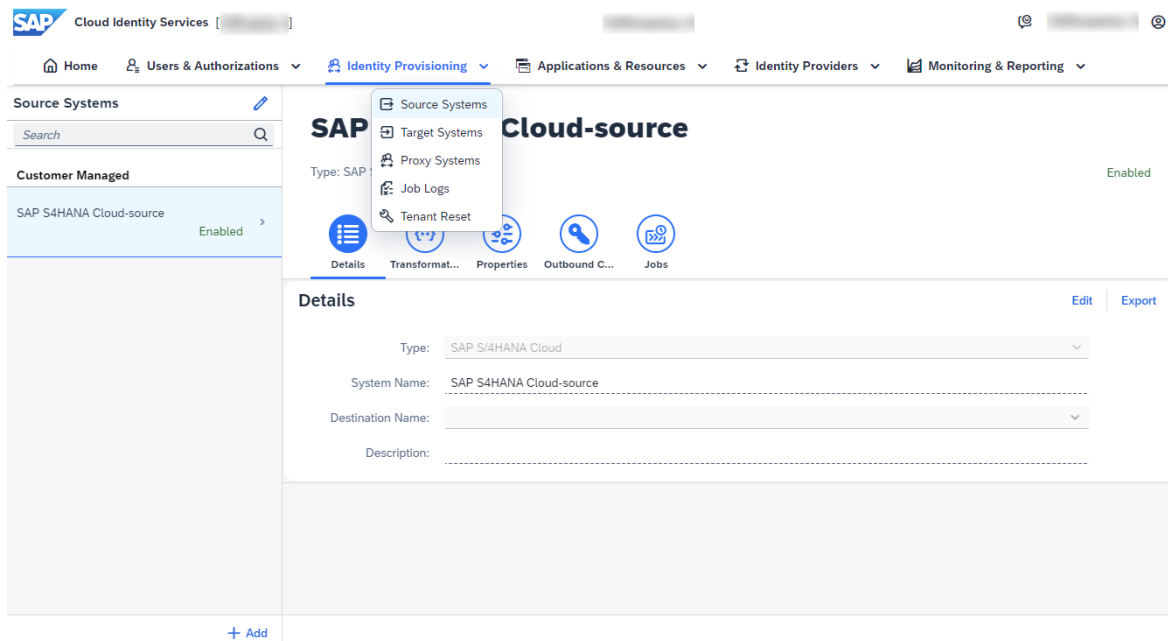 SAP Cloud Identity Services [ ]
Home Users & Authorizations Identity Provisioning Applications & Resources Identity Providers Monitoring & Reporting
Source Systems
Search
Customer Managed
SAP S4HANA Cloud-source
Enabled
+ Add
Source Systems
Target Systems
Proxy Systems
Job Logs
Tenant Reset
SAP Cloud-source
Type: SAP
Enabled
Details Transformat... Properties Outbound C... Jobs
Details
Edit Export
Type: SAP S/4HANA Cloud
System Name: SAP S4HANA Cloud-source
Destination Name:
Description: